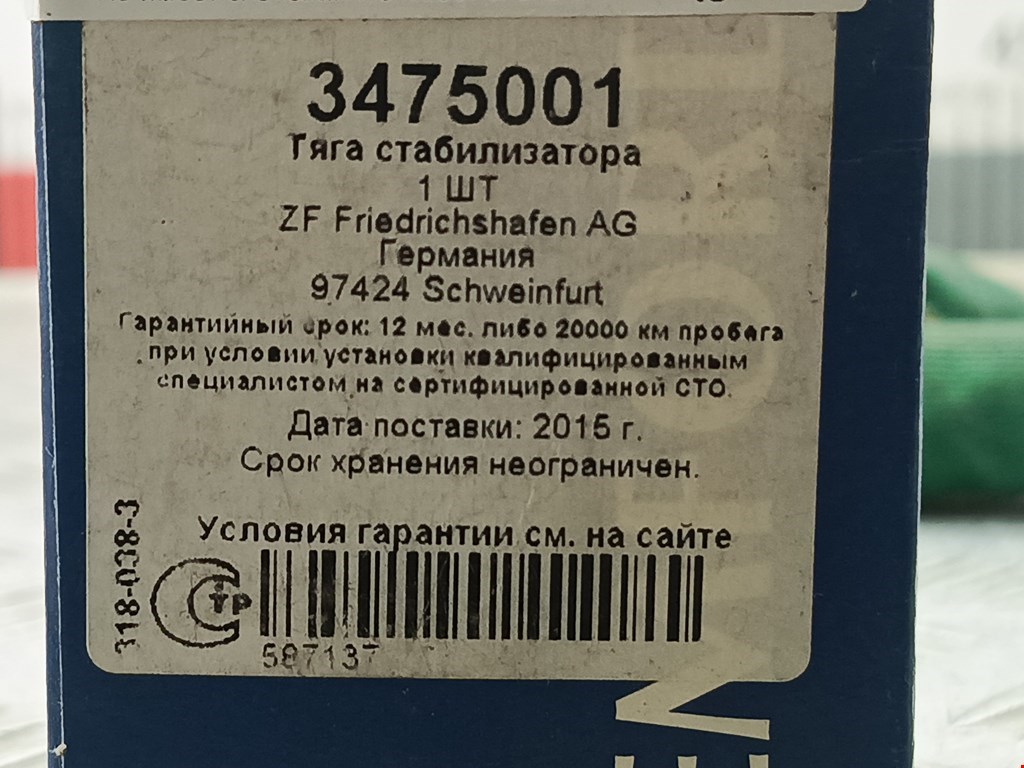 3475001
Тяга стабилизатора
1 ШТ
ZF Friedrichshafen AG
Германия
97424 Schweinfurt
Гарантийный срок: 12 мес. либо 20000 км пробега
при условии установки квалифицированным
специалистом на сертифицированной СТО.
Дата поставки: 2015 г.
Срок хранения неограничен.
Условия гарантии см. на сайте
318-038-3
ТР
587137